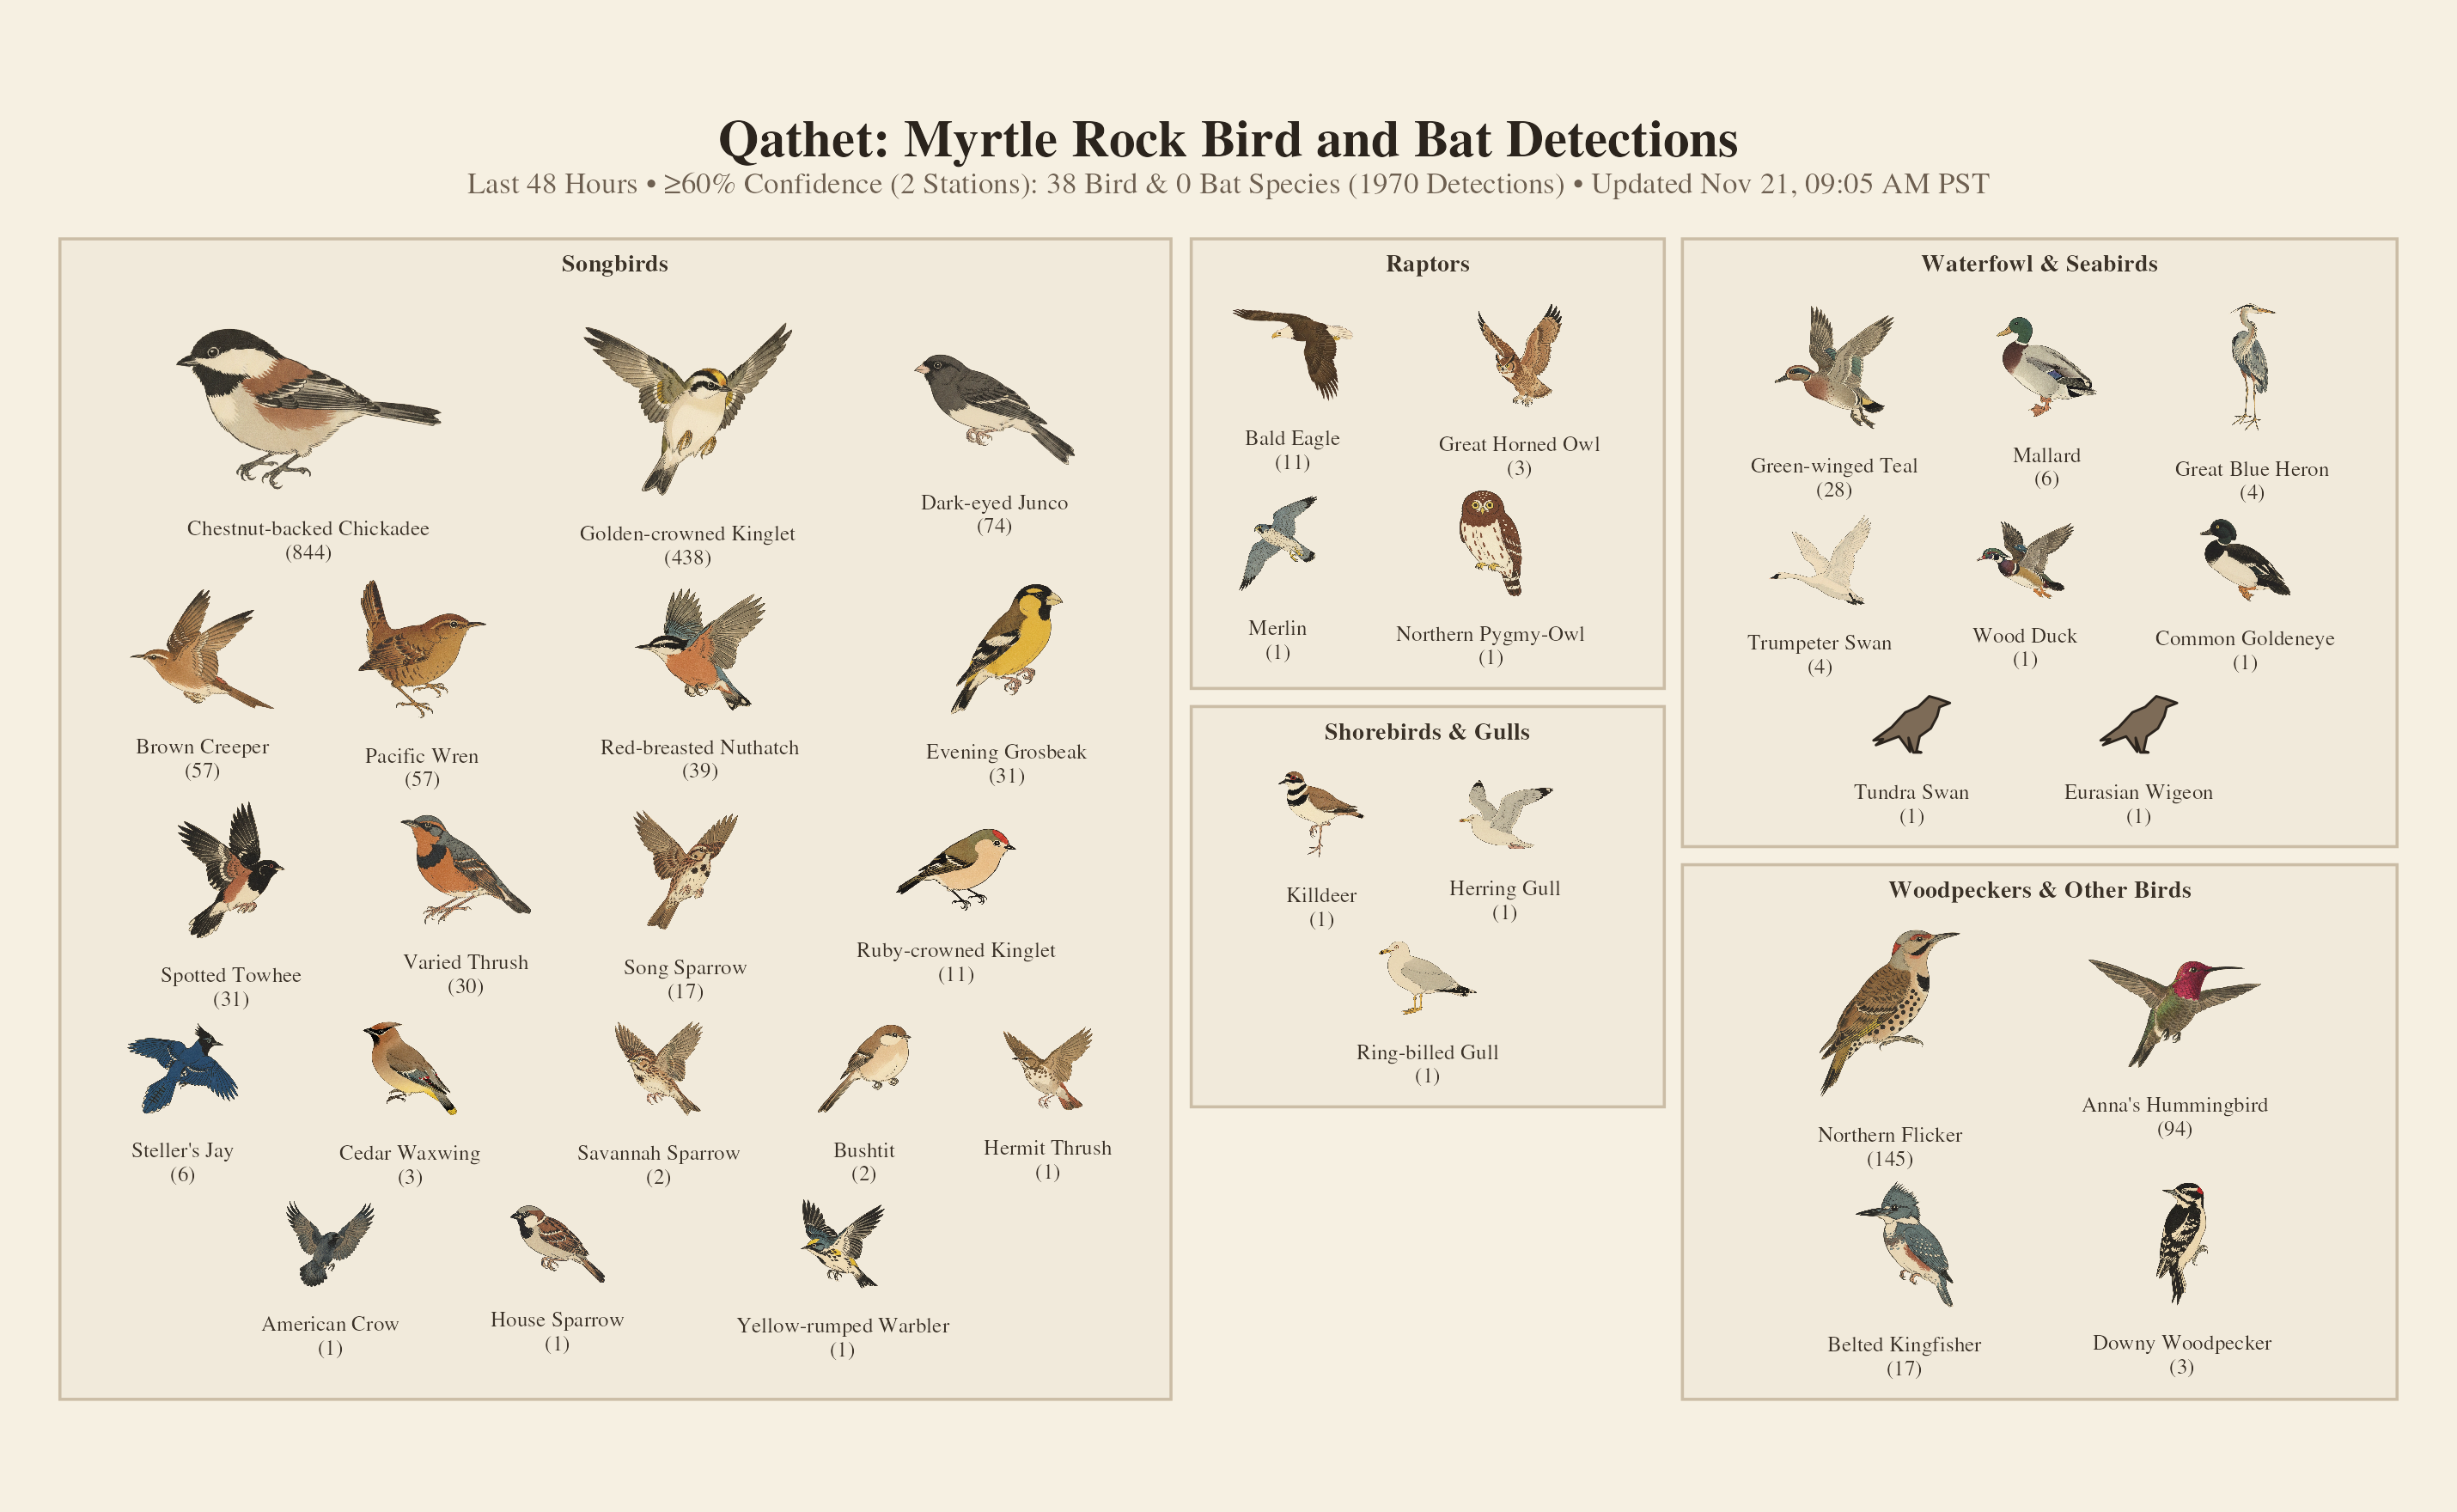 Qathet: Myrtle Rock Bird and Bat Detections
Last 48 Hours • ≥60% Confidence (2 Stations): 38 Bird & 0 Bat Species (1970 Detections) • Updated Nov 21, 09:05 AM PST
Songbirds
Chestnut-backed Chickadee
(844)
Golden-crowned Kinglet
(438)
Dark-eyed Junco
(74)
Brown Creeper
(57)
Pacific Wren
(57)
Red-breasted Nuthatch
(39)
Evening Grosbeak
(31)
Spotted Towhee
(31)
Varied Thrush
(30)
Song Sparrow
(17)
Ruby-crowned Kinglet
(11)
Steller's Jay
(6)
Cedar Waxwing
(3)
Savannah Sparrow
(2)
Bushtit
(2)
Hermit Thrush
(1)
American Crow
(1)
House Sparrow
(1)
Yellow-rumped Warbler
(1)
Raptors
Bald Eagle
(11)
Great Horned Owl
(3)
Merlin
(1)
Northern Pygmy-Owl
(1)
Shorebirds & Gulls
Killdeer
(1)
Herring Gull
(1)
Ring-billed Gull
(1)
Waterfowl & Seabirds
Green-winged Teal
(28)
Mallard
(6)
Great Blue Heron
(4)
Trumpeter Swan
(4)
Wood Duck
(1)
Common Goldeneye
(1)
Tundra Swan
(1)
Eurasian Wigeon
(1)
Woodpeckers & Other Birds
Northern Flicker
(145)
Anna's Hummingbird
(94)
Belted Kingfisher
(17)
Downy Woodpecker
(3)